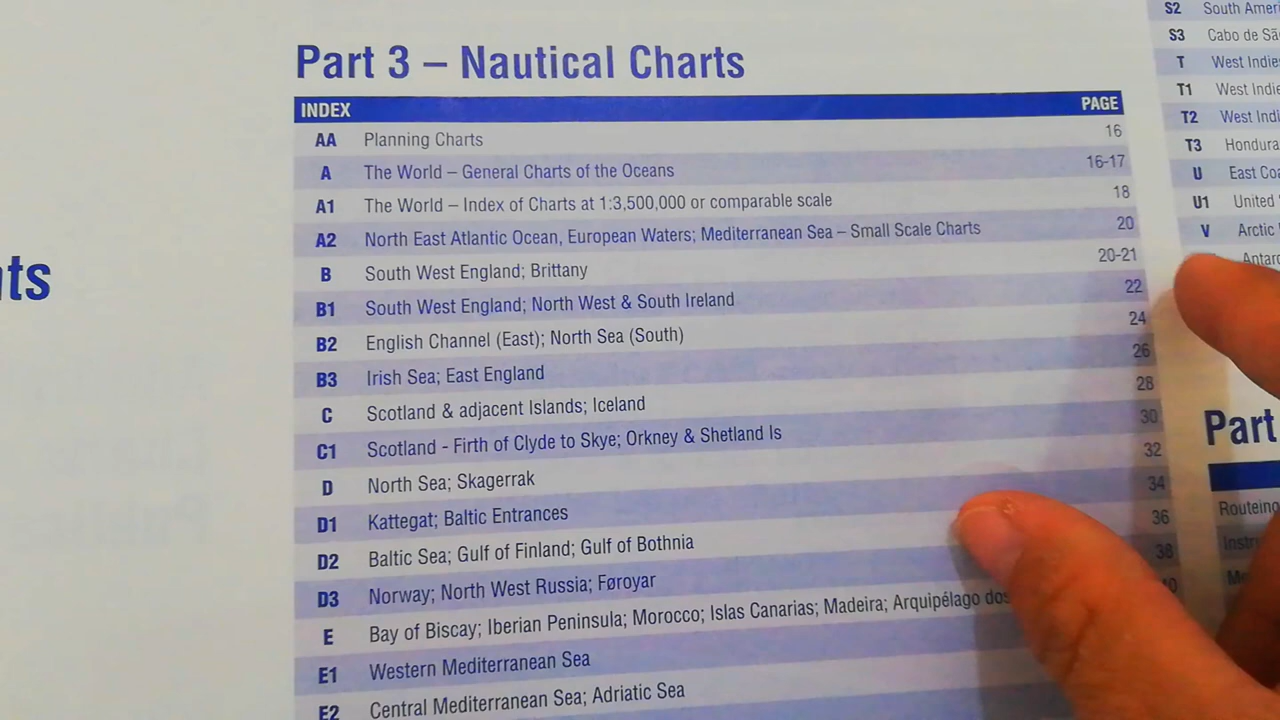 Part 3 – Nautical Charts
INDEX PAGE
AA Planning Charts 16
A The World – General Charts of the Oceans 16-17
A1 The World – Index of Charts at 1:3,500,000 or comparable scale 18
A2 North East Atlantic Ocean, European Waters; Mediterranean Sea – Small Scale Charts 20
B South West England; Brittany 20-21
B1 South West England; North West & South Ireland 22
B2 English Channel (East); North Sea (South) 24
B3 Irish Sea; East England 26
C Scotland & adjacent Islands; Iceland 28
C1 Scotland - Firth of Clyde to Skye; Orkney & Shetland Is 30
D North Sea; Skagerrak 32
D1 Kattegat; Baltic Entrances 34
D2 Baltic Sea; Gulf of Finland; Gulf of Bothnia 36
D3 Norway; North West Russia; Føroyar 38
E Bay of Biscay; Iberian Peninsula; Morocco; Islas Canarias; Madeira; Arquipélago dos
E1 Western Mediterranean Sea
E2 Central Mediterranean Sea; Adriatic Sea
S2 South Amer
S3 Cabo de Sã
T West Indie
T1 West Indie
T2 West Indi
T3 Hondura
U East Coa
U1 United
V Arctic
Antarc
Part
Routeing